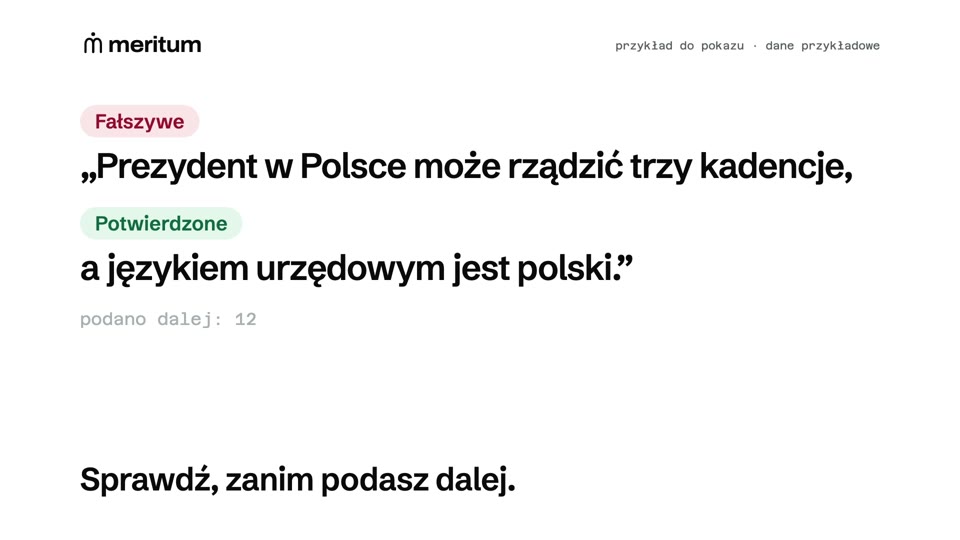 meritum
przykład do pokazu · dane przykładowe
Fałszywe
„Prezydent w Polsce może rządzić trzy kadencje,
Potwierdzone
a językiem urzędowym jest polski.”
podano dalej: 12
Sprawdź, zanim podasz dalej.